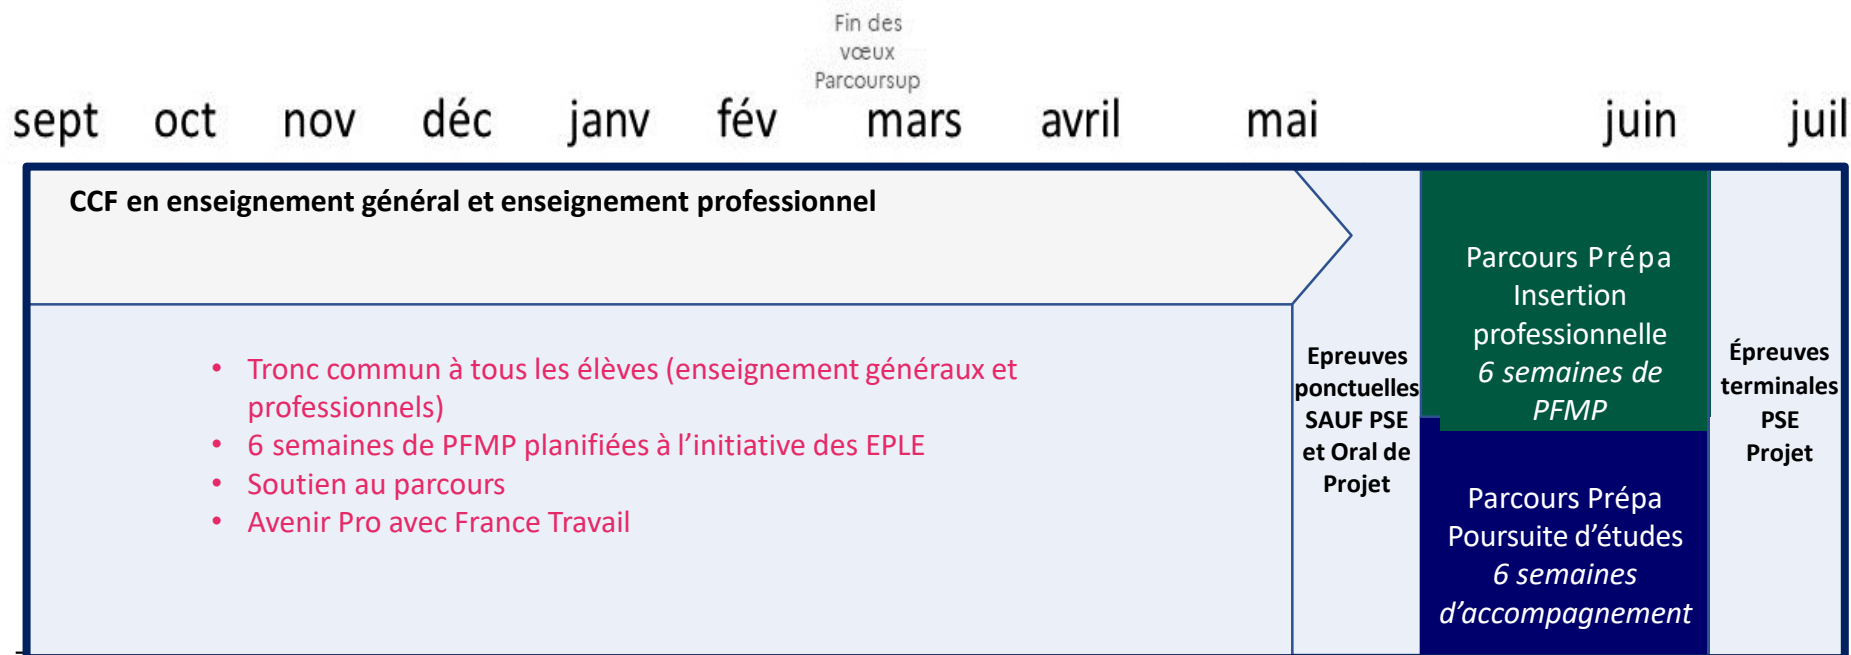 Fin des
vœux
Parcoursup
sept oct nov déc janv fév mars avril mai juin juil
CCF en enseignement général et enseignement professionnel
• Tronc commun à tous les élèves (enseignement généraux et
professionnels)
• 6 semaines de PFMP planifiées à l’initiative des EPLE
• Soutien au parcours
• Avenir Pro avec France Travail
Epreuves
ponctuelles
SAUF PSE
et Oral de
Projet
Parcours Prépa
Insertion
professionnelle
6 semaines de
PFMP
Parcours Prépa
Poursuite d’études
6 semaines
d’accompagnement
Épreuves
terminales
PSE
Projet